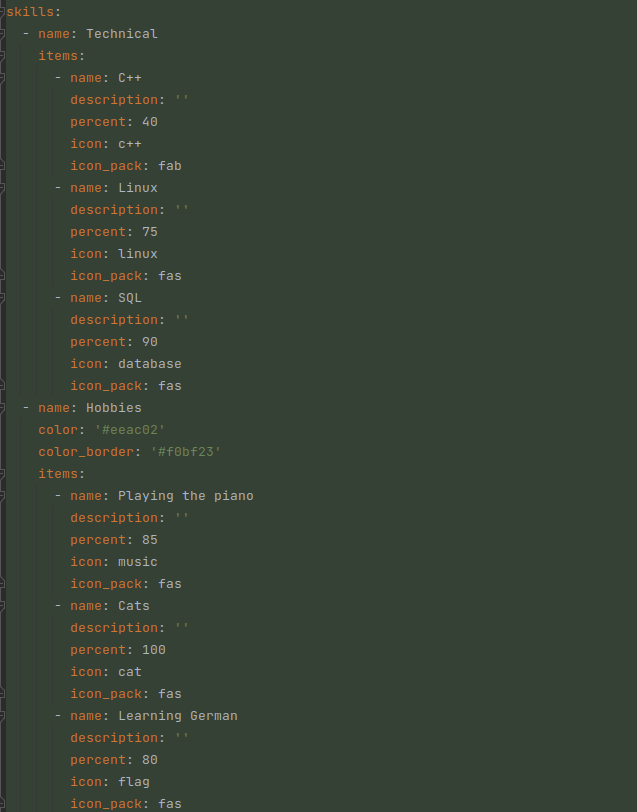 skills:
  - name: Technical
    items:
      - name: C++
        description: ''
        percent: 40
        icon: c++
        icon_pack: fab
      - name: Linux
        description: ''
        percent: 75
        icon: linux
        icon_pack: fas
      - name: SQL
        description: ''
        percent: 90
        icon: database
        icon_pack: fas
  - name: Hobbies
    color: '#eeac02'
    color_border: '#f0bf23'
    items:
      - name: Playing the piano
        description: ''
        percent: 85
        icon: music
        icon_pack: fas
      - name: Cats
        description: ''
        percent: 100
        icon: cat
        icon_pack: fas
      - name: Learning German
        description: ''
        percent: 80
        icon: flag
        icon_pack: fas